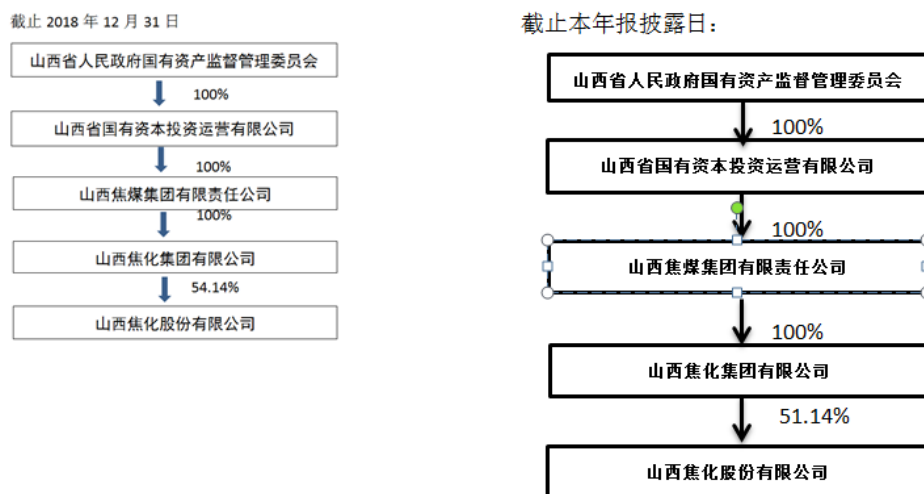 截止 2018 年 12 月 31 日
山西省人民政府国有资产监督管理委员会
100%
山西省国有资本投资运营有限公司
100%
山西焦煤集团有限责任公司
100%
山西焦化集团有限公司
54.14%
山西焦化股份有限公司
截止本年报披露日：
山西省人民政府国有资产监督管理委员会
100%
山西省国有资本投资运营有限公司
100%
山西焦煤集团有限责任公司
100%
山西焦化集团有限公司
51.14%
山西焦化股份有限公司